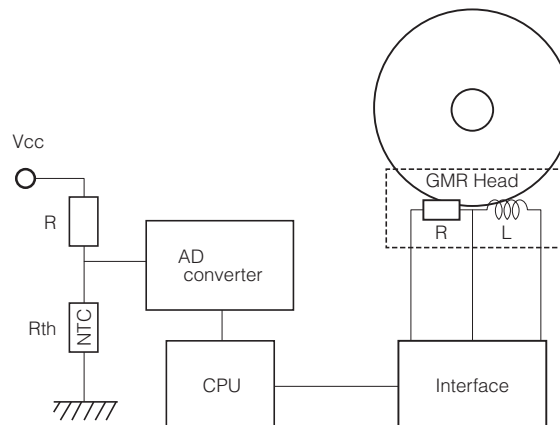 Vcc
GMR Head
R
R
L
AD
converter
Rth
NTC
CPU
Interface